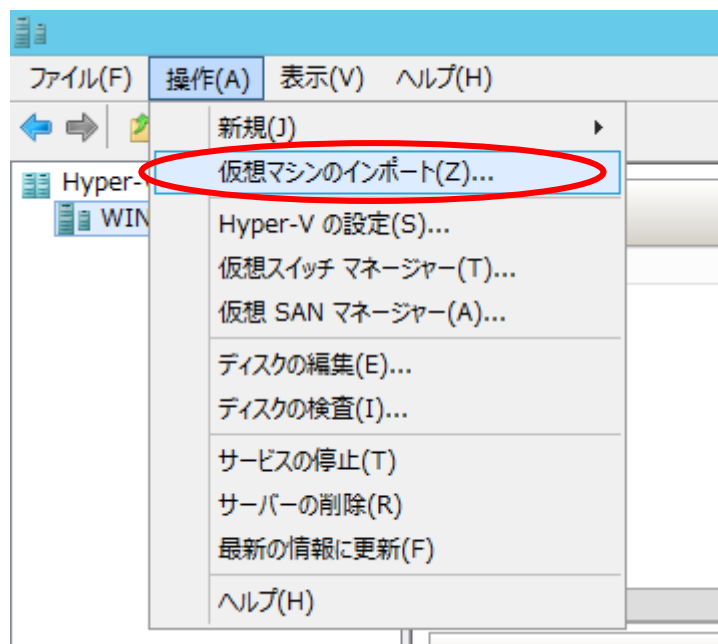 ファイル(F) 操作(A) 表示(V) ヘルプ(H)
新規(J)
仮想マシンのインポート(Z)...
Hyper-V の設定(S)...
仮想スイッチ マネージャー(T)...
仮想 SAN マネージャー(A)...
ディスクの編集(E)...
ディスクの検査(I)...
サービスの停止(T)
サーバーの削除(R)
最新の情報に更新(F)
ヘルプ(H)
Hyper-
WIN